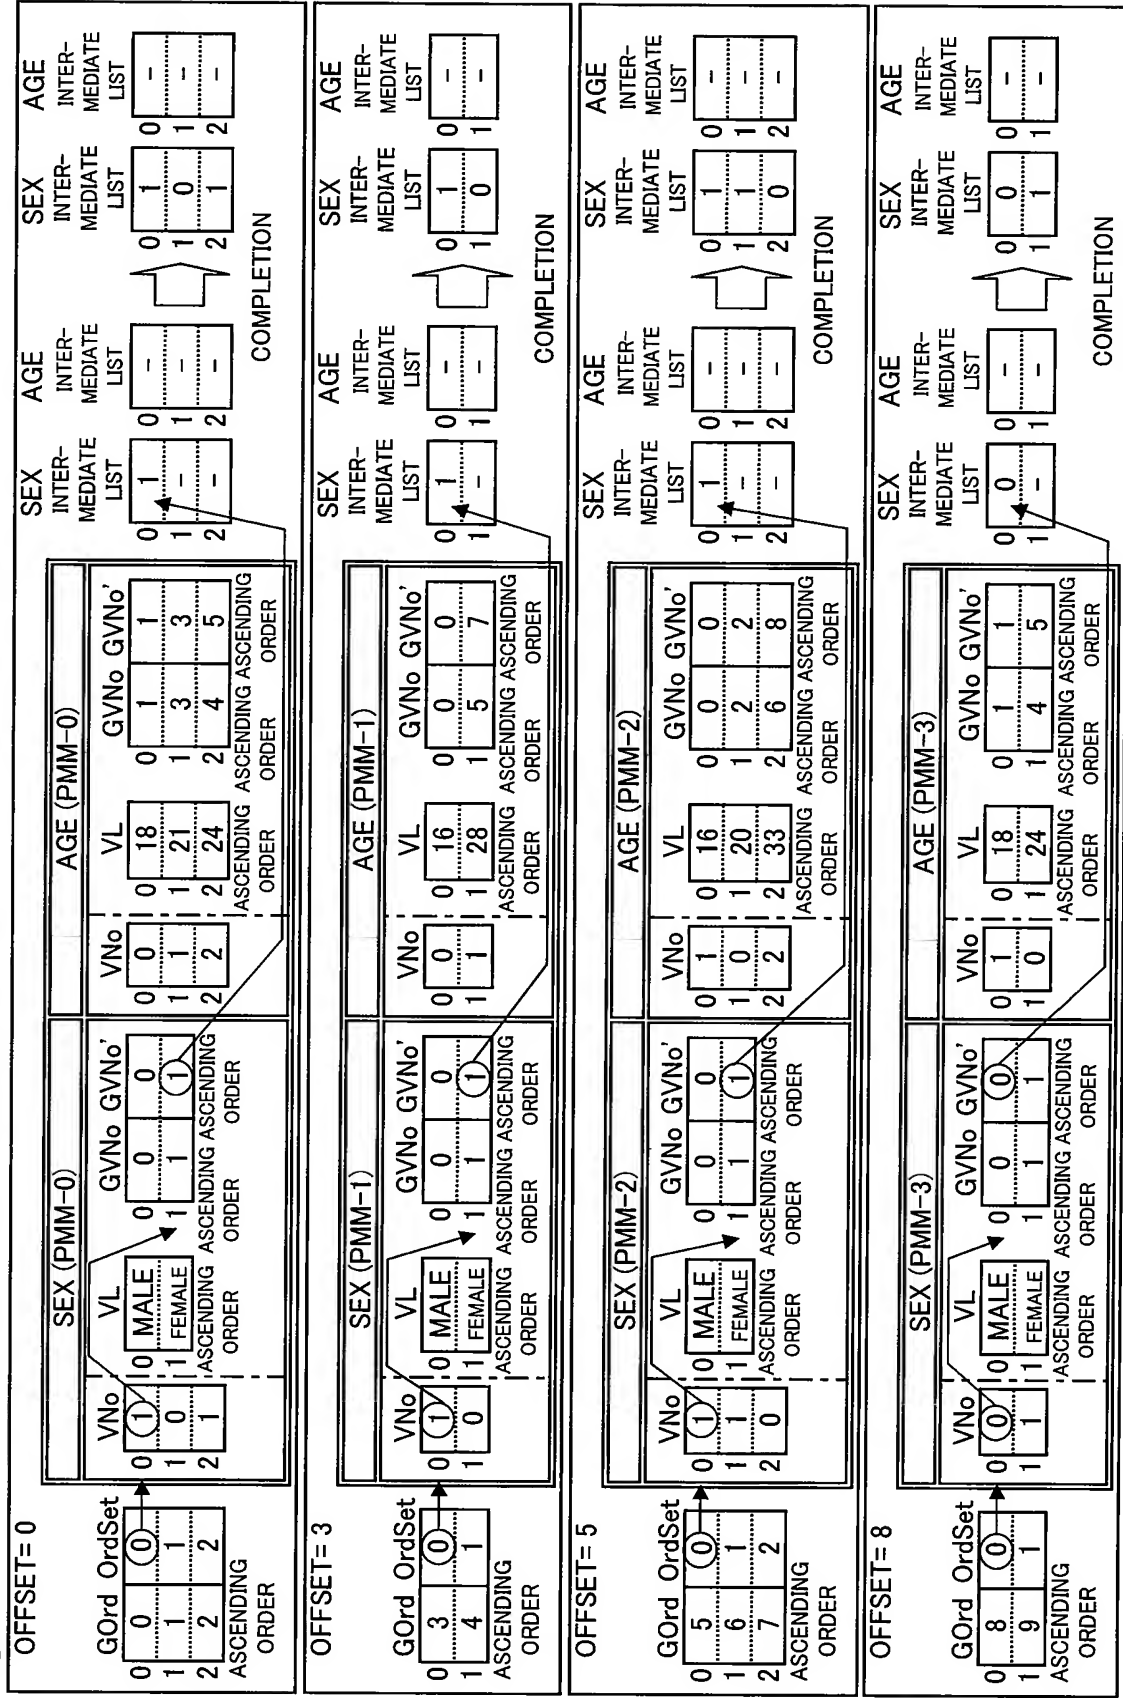 OFFSET= 0
SEX (PMM-0)
AGE (PMM-0)
SEX AGE SEX AGE
INTER- INTER- INTER- INTER-
MEDIATE MEDIATE MEDIATE MEDIATE
LIST LIST LIST LIST
GOrd OrdSet VNo VL GVNo GVNo' VNo VL GVNo GVNo'
0 0 0 0 1 0 MALE 0 0 0 0 0 0 18 0 1 1 0 1 0 - 0 1 0 -
1 1 1 1 0 1 FEMALE 1 1 1 1 1 1 21 1 3 3 1 - 1 - 1 0 1 -
2 2 2 2 1 2 2 2 24 2 4 5 2 - 2 - 2 1 2 -
ASCENDING ASCENDING ASCENDING ASCENDING ASCENDING ASCENDING ASCENDING
ORDER ORDER ORDER ORDER ORDER ORDER ORDER
COMPLETION
OFFSET= 3
SEX (PMM-1)
AGE (PMM-1)
SEX AGE SEX AGE
INTER- INTER- INTER- INTER-
MEDIATE MEDIATE MEDIATE MEDIATE
LIST LIST LIST LIST
GOrd OrdSet VNo VL GVNo GVNo' VNo VL GVNo GVNo'
0 3 0 0 1 0 MALE 0 0 0 0 0 0 16 0 0 0 0 1 0 - 0 1 0 -
1 4 1 1 0 1 FEMALE 1 1 1 1 1 1 28 1 5 7 1 - 1 - 1 0 1 -
ASCENDING ASCENDING ASCENDING ASCENDING ASCENDING ASCENDING ASCENDING
ORDER ORDER ORDER ORDER ORDER ORDER ORDER
COMPLETION
OFFSET= 5
SEX (PMM-2)
AGE (PMM-2)
SEX AGE SEX AGE
INTER- INTER- INTER- INTER-
MEDIATE MEDIATE MEDIATE MEDIATE
LIST LIST LIST LIST
GOrd OrdSet VNo VL GVNo GVNo' VNo VL GVNo GVNo'
0 5 0 0 1 0 MALE 0 0 0 0 1 0 16 0 0 0 0 1 0 - 0 1 0 -
1 6 1 1 1 1 FEMALE 1 1 1 1 0 1 20 1 2 2 1 - 1 - 1 1 1 -
2 7 2 2 0 2 2 2 33 2 6 8 2 - 2 - 2 0 2 -
ASCENDING ASCENDING ASCENDING ASCENDING ASCENDING ASCENDING ASCENDING
ORDER ORDER ORDER ORDER ORDER ORDER ORDER
COMPLETION
OFFSET= 8
SEX (PMM-3)
AGE (PMM-3)
SEX AGE SEX AGE
INTER- INTER- INTER- INTER-
MEDIATE MEDIATE MEDIATE MEDIATE
LIST LIST LIST LIST
GOrd OrdSet VNo VL GVNo GVNo' VNo VL GVNo GVNo'
0 8 0 0 0 0 MALE 0 0 0 0 1 0 18 0 1 1 0 0 0 - 0 0 0 -
1 9 1 1 1 1 FEMALE 1 1 1 1 0 1 24 1 4 5 1 - 1 - 1 1 1 -
ASCENDING ASCENDING ASCENDING ASCENDING ASCENDING ASCENDING ASCENDING
ORDER ORDER ORDER ORDER ORDER ORDER ORDER
COMPLETION